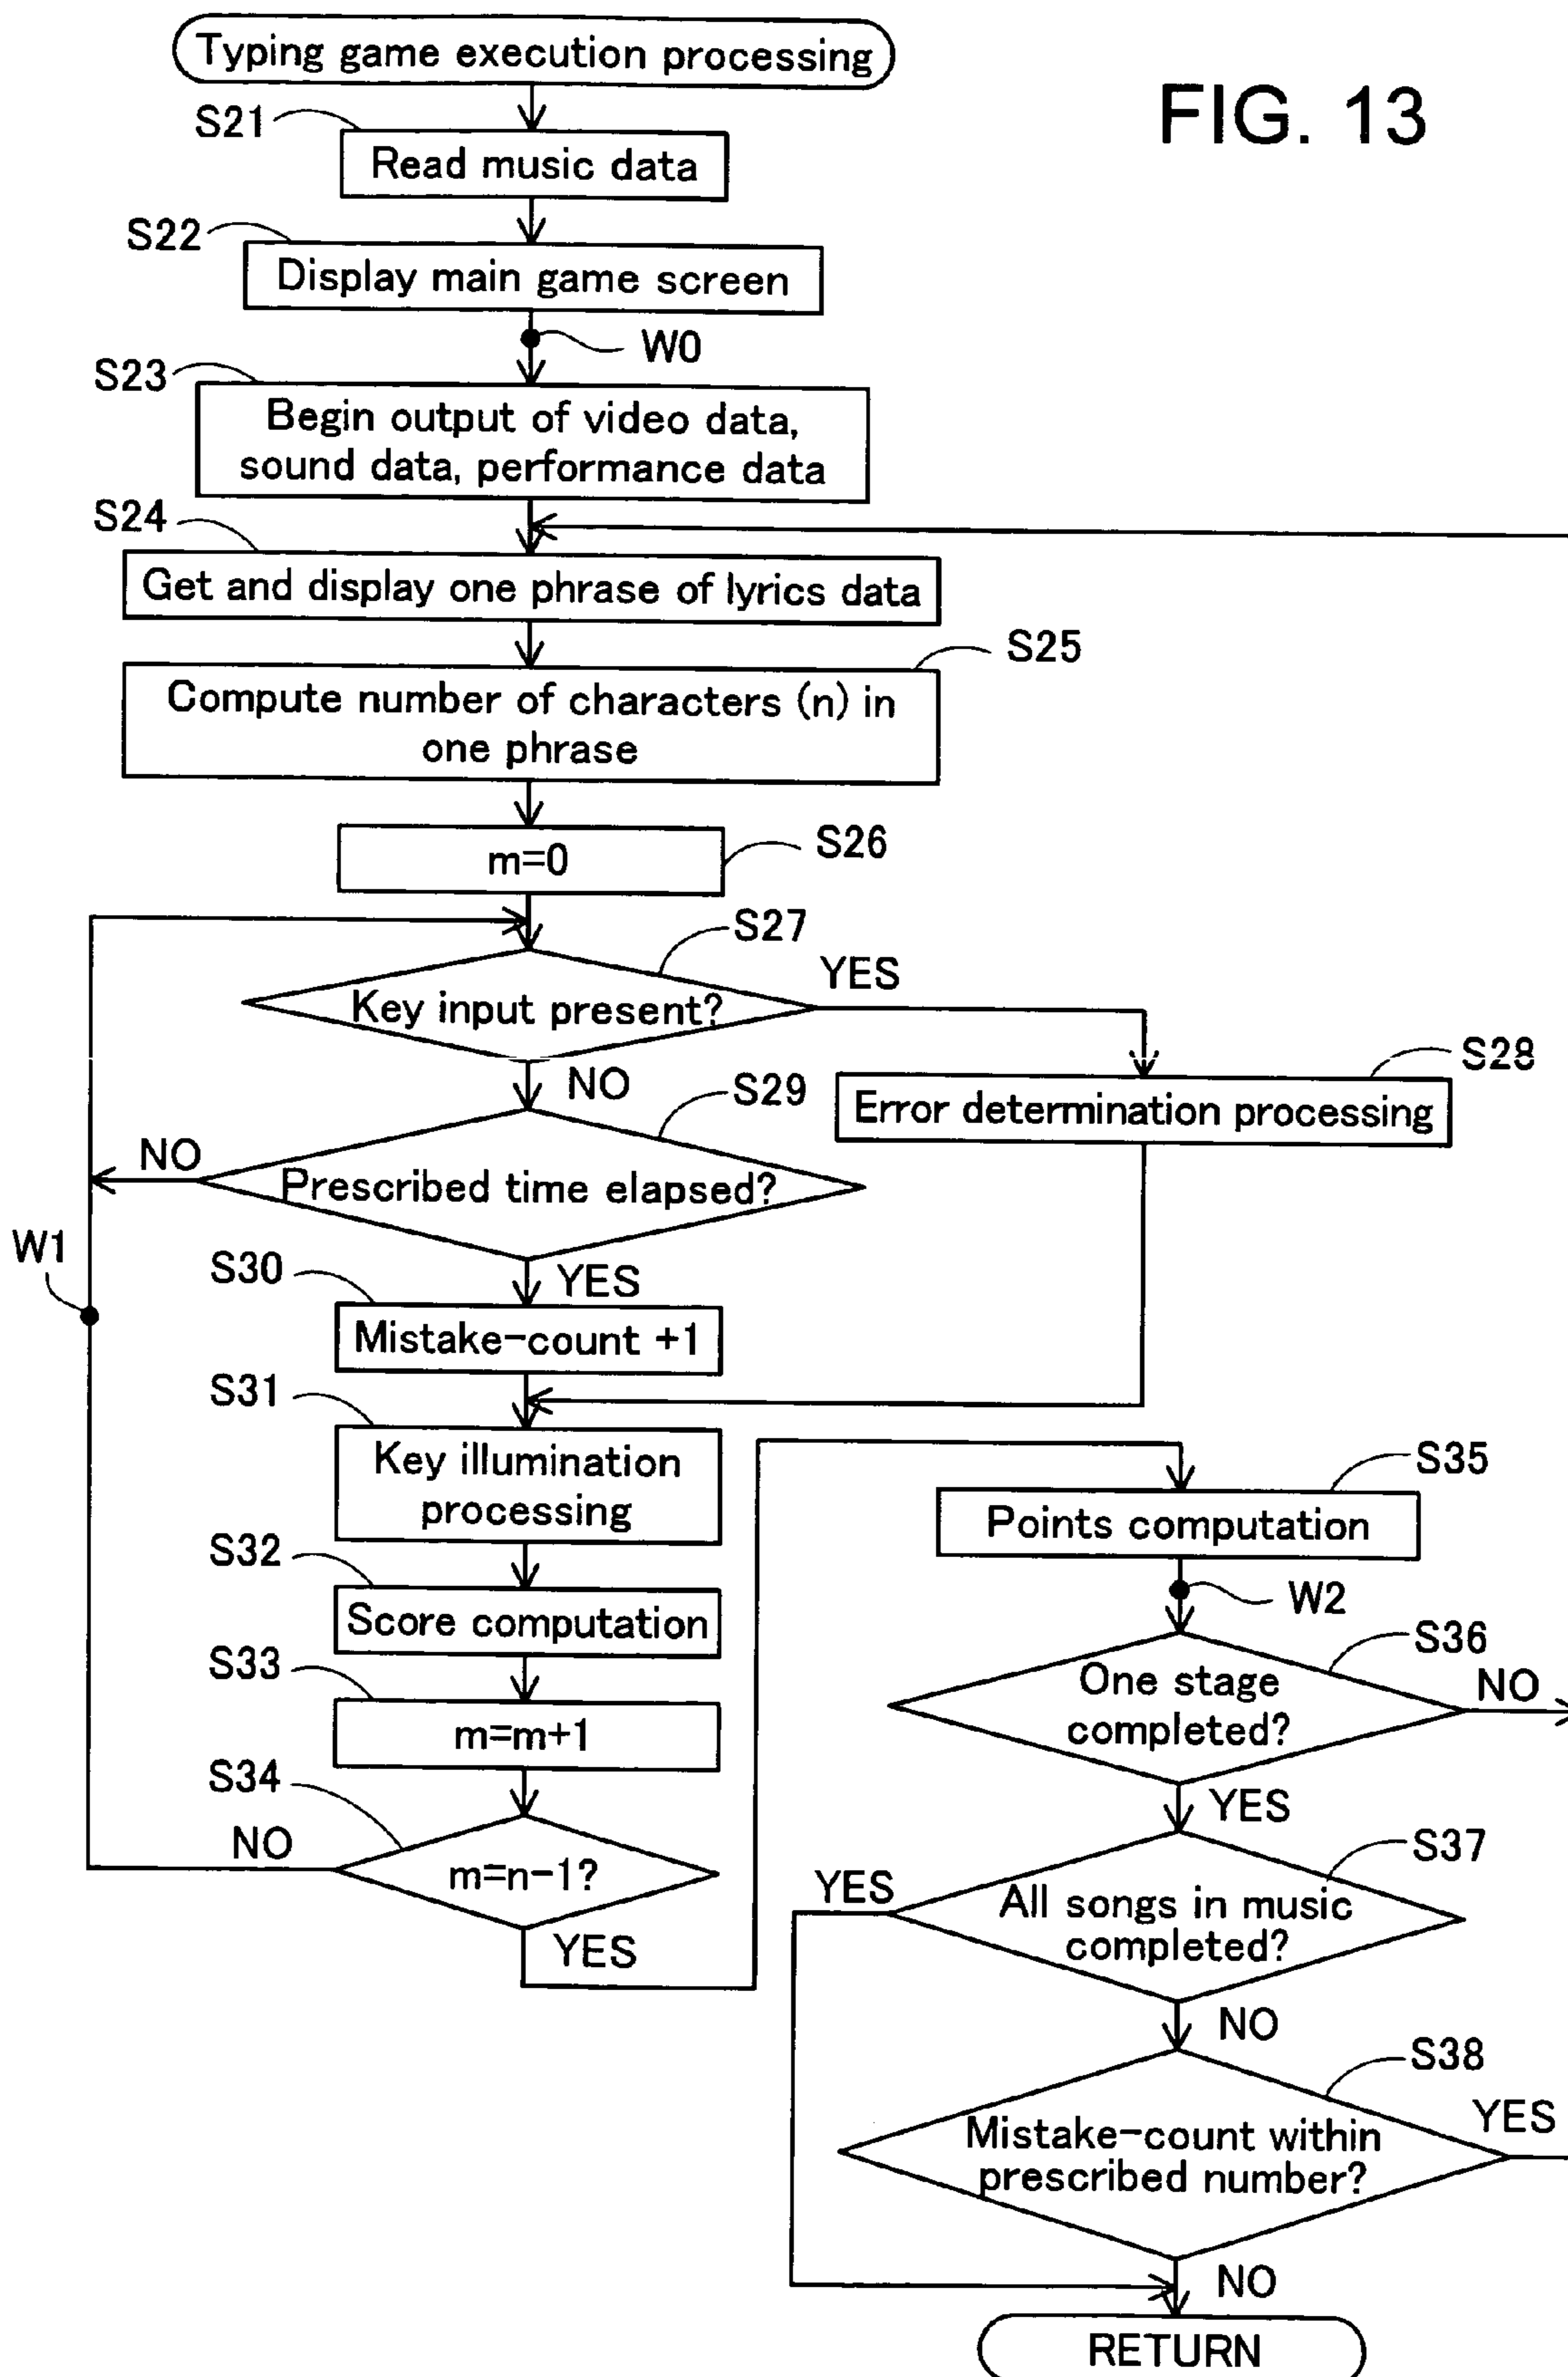 FIG. 13
Typing game execution processing
S21
Read music data
S22
Display main game screen
W0
S23
Begin output of video data,
sound data, performance data
S24
Get and display one phrase of lyrics data
S25
Compute number of characters (n) in
one phrase
m=0
S26
S27
Key input present?
YES
NO
S28
Error determination processing
S29
Prescribed time elapsed?
NO
YES
W1
S30
Mistake-count +1
S31
Key illumination
processing
S32
Score computation
S33
m=m+1
S34
m=n-1?
NO
YES
S35
Points computation
W2
S36
One stage
completed?
NO
YES
S37
All songs in music
completed?
YES
NO
S38
Mistake-count within
prescribed number?
YES
NO
RETURN